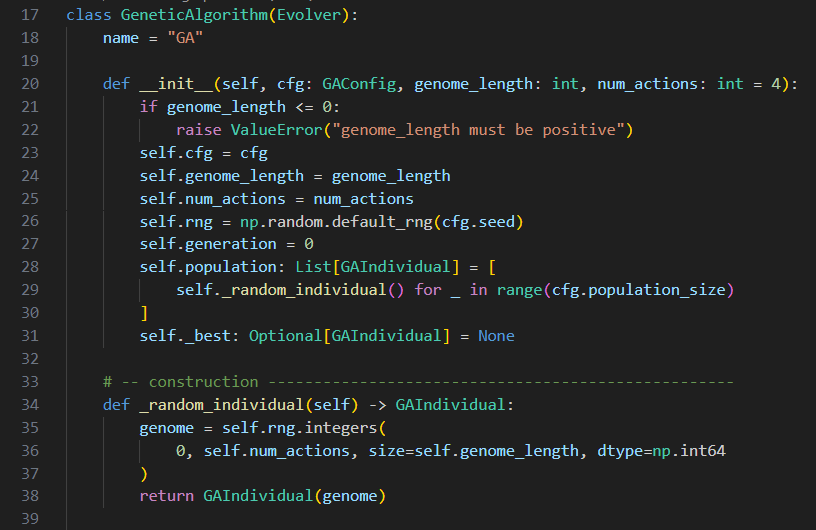 17 class GeneticAlgorithm(Evolver):
18     name = "GA"
19
20     def __init__(self, cfg: GAConfig, genome_length: int, num_actions: int = 4):
21         if genome_length <= 0:
22             raise ValueError("genome_length must be positive")
23         self.cfg = cfg
24         self.genome_length = genome_length
25         self.num_actions = num_actions
26         self.rng = np.random.default_rng(cfg.seed)
27         self.generation = 0
28         self.population: List[GAIndividual] = [
29             self._random_individual() for _ in range(cfg.population_size)
30         ]
31         self._best: Optional[GAIndividual] = None
32
33     # -- construction ---------------------------------------------------
34     def _random_individual(self) -> GAIndividual:
35         genome = self.rng.integers(
36             0, self.num_actions, size=self.genome_length, dtype=np.int64
37         )
38         return GAIndividual(genome)
39